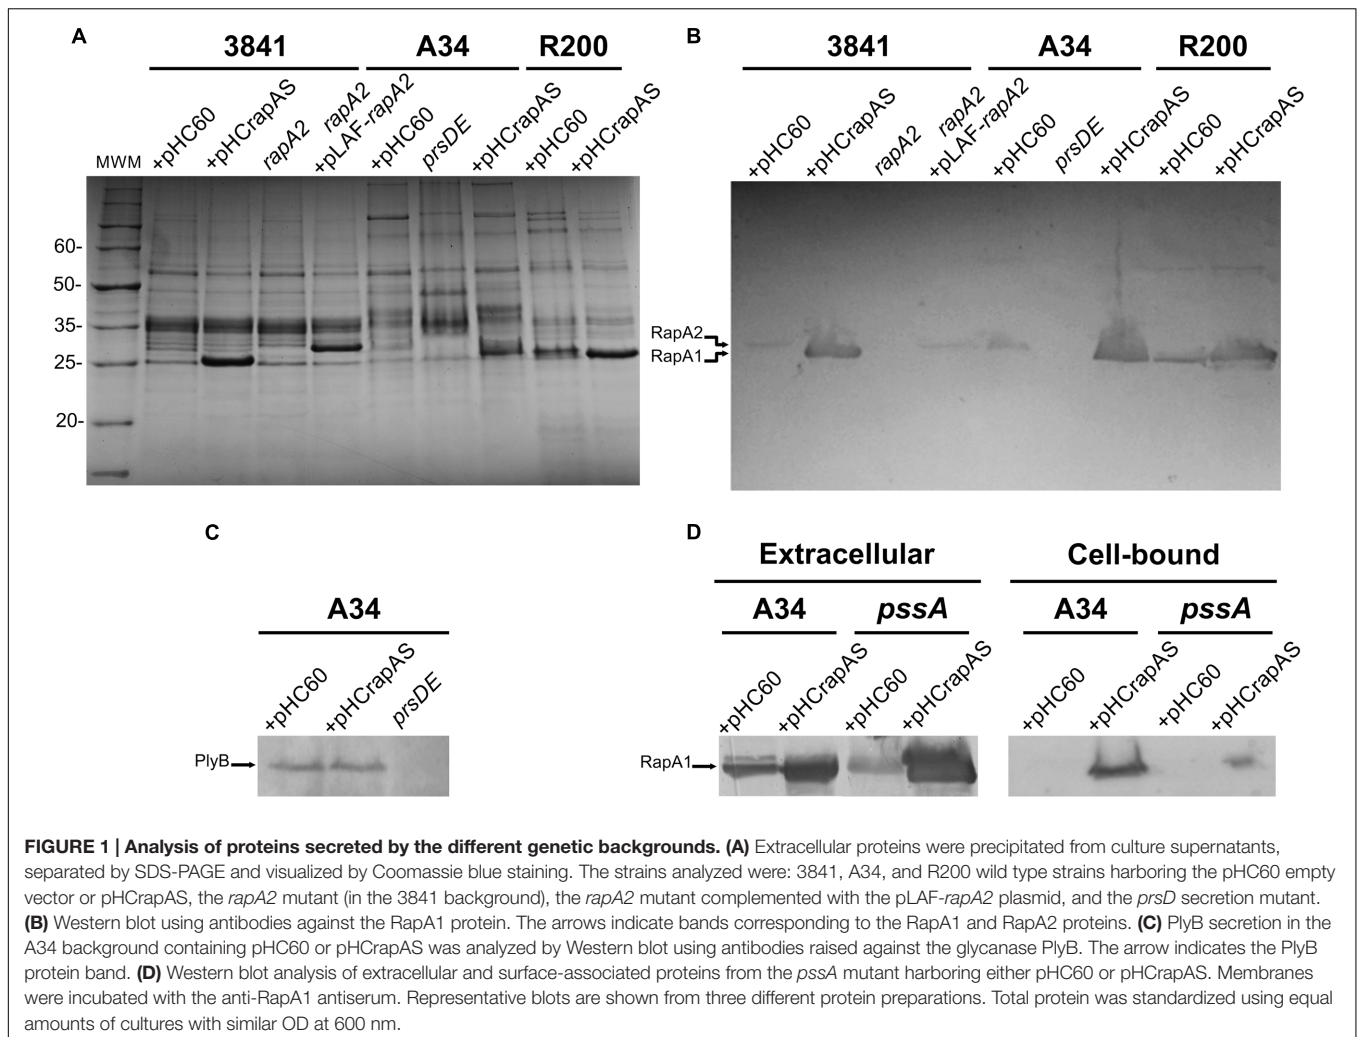 A
3841 A34 R200
MWM +pHC60 +pHCrapAS rapA2 rapA2 +pLAF-rapA2 +pHC60 prsDE +pHCrapAS +pHC60 +pHCrapAS
60-
50-
35-
25-
20-
B
3841 A34 R200
+pHC60 +pHCrapAS rapA2 rapA2 +pLAF-rapA2 +pHC60 prsDE +pHCrapAS +pHC60 +pHCrapAS
RapA2
RapA1
C
A34
+pHC60 +pHCrapAS prsDE
PlyB
D
Extracellular Cell-bound
A34 pssA A34 pssA
+pHC60 +pHCrapAS +pHC60 +pHCrapAS +pHC60 +pHCrapAS +pHC60 +pHCrapAS
RapA1
FIGURE 1 | Analysis of proteins secreted by the different genetic backgrounds. (A) Extracellular proteins were precipitated from culture supernatants,
separated by SDS-PAGE and visualized by Coomassie blue staining. The strains analyzed were: 3841, A34, and R200 wild type strains harboring the pHC60 empty
vector or pHCrapAS, the rapA2 mutant (in the 3841 background), the rapA2 mutant complemented with the pLAF-rapA2 plasmid, and the prsD secretion mutant.
(B) Western blot using antibodies against the RapA1 protein. The arrows indicate bands corresponding to the RapA1 and RapA2 proteins. (C) PlyB secretion in the
A34 background containing pHC60 or pHCrapAS was analyzed by Western blot using antibodies raised against the glycanase PlyB. The arrow indicates the PlyB
protein band. (D) Western blot analysis of extracellular and surface-associated proteins from the pssA mutant harboring either pHC60 or pHCrapAS. Membranes
were incubated with the anti-RapA1 antiserum. Representative blots are shown from three different protein preparations. Total protein was standardized using equal
amounts of cultures with similar OD at 600 nm.